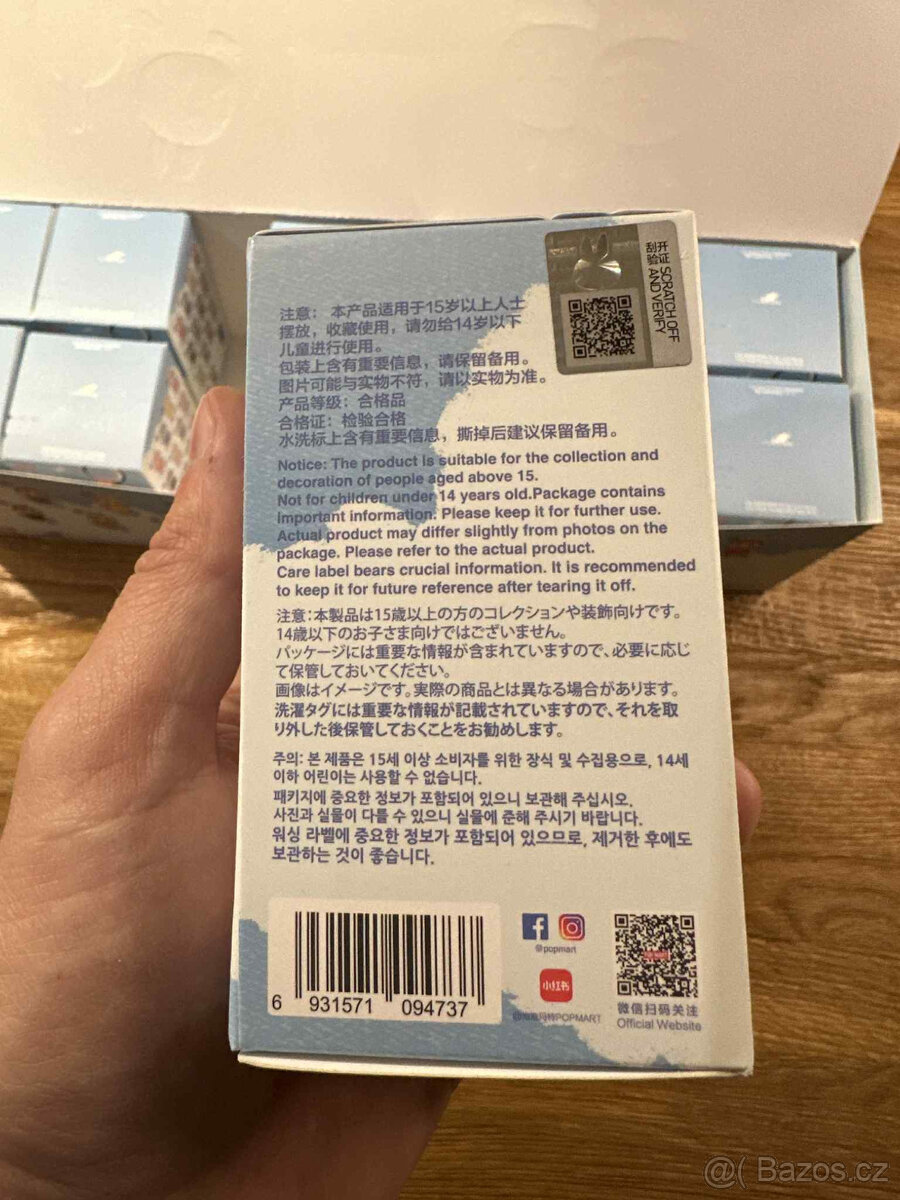 注意： 本产品适用于15岁以上人士
摆放，收藏使用，请勿给14岁以下
儿童进行使用。
包装上含有重要信息，请保留备用。
图片可能与实物不符，请以实物为准。
产品等级：合格品
合格证：检验合格
水洗标上含有重要信息，撕掉后建议保留备用。
刮开
验证
SCRATCH OFF
AND VERIFY
Notice: The product is suitable for the collection and
decoration of people aged above 15.
Not for children under 14 years old.Package contains
important information. Please keep it for further use.
Actual product may differ slightly from photos on the
package. Please refer to the actual product.
Care label bears crucial information. It is recommended
to keep it for future reference after tearing it off.
注意：本製品は15歳以上の方のコレクションや装飾向けです。
14歳以下のお子さま向けではございません。
パッケージには重要な情報が含まれていますので、必要に応じ
て保管しておいてください。
画像はイメージです。実際の商品とは異なる場合があります。
洗濯タグには重要な情報が記載されていますので、それを取
り外した後保管しておくことをお勧めします。
주의: 본 제품은 15세 이상 소비자를 위한 장식 및 수집용으로, 14세
이하 어린이는 사용할 수 없습니다.
패키지에 중요한 정보가 포함되어 있으니 보관해 주십시오.
사진과 실물이 다를 수 있으니 실물에 준해 주시기 바랍니다.
워싱 라벨에 중요한 정보가 포함되어 있으므로, 제거한 후에도
보관하는 것이 좋습니다.
6 931571 094737
@popmart
小红书
@泡泡玛特POPMART
POP MART
微信扫码关注
Official Website
@( Bazos.cz